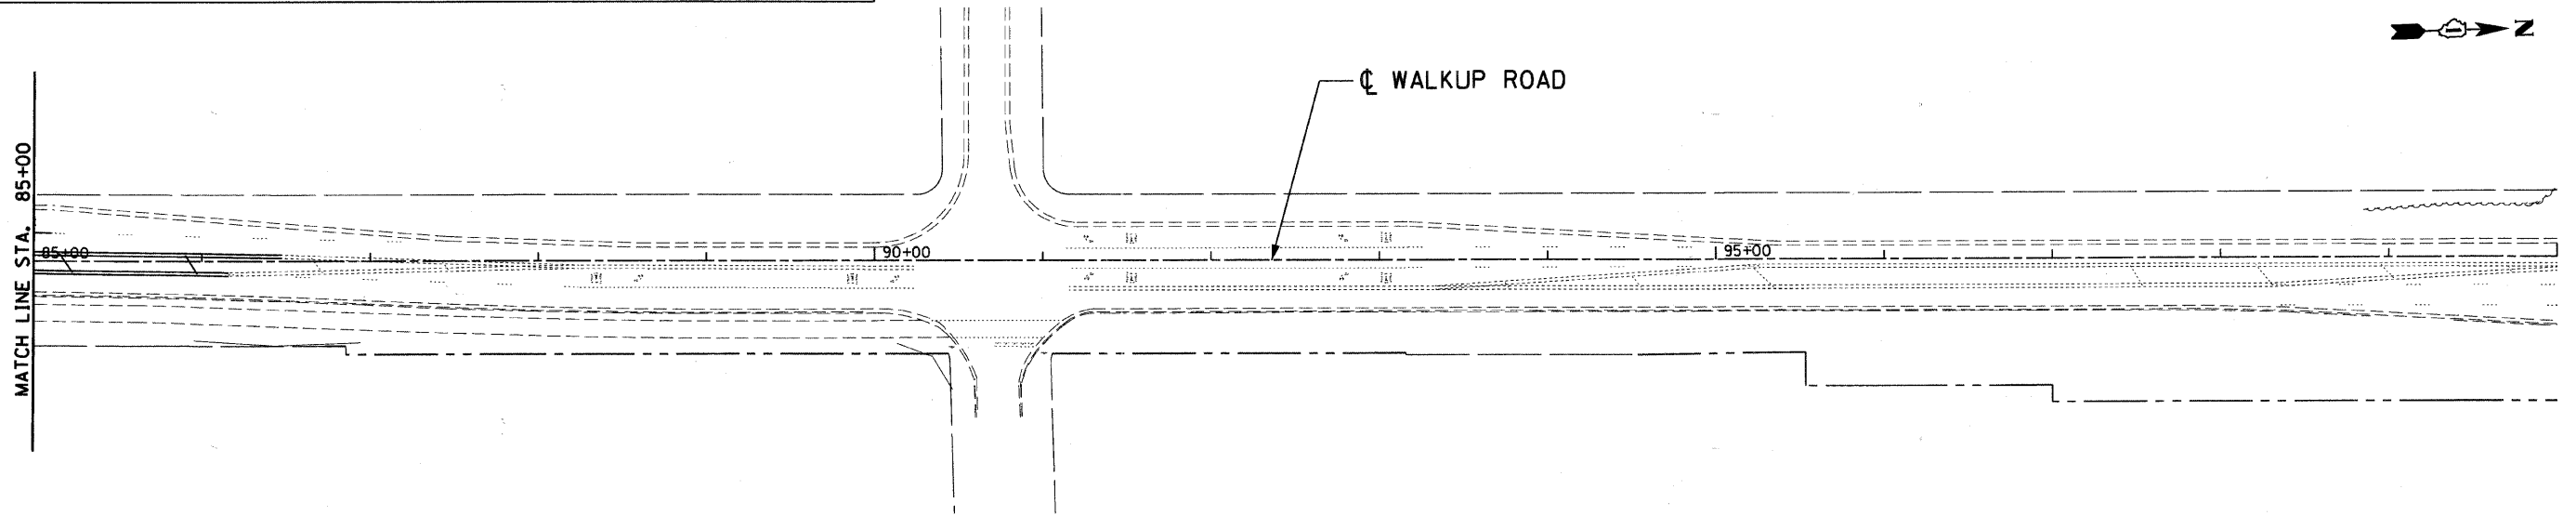 N
℄ WALKUP ROAD
MATCH LINE STA. 85+00
85+00
90+00
95+00